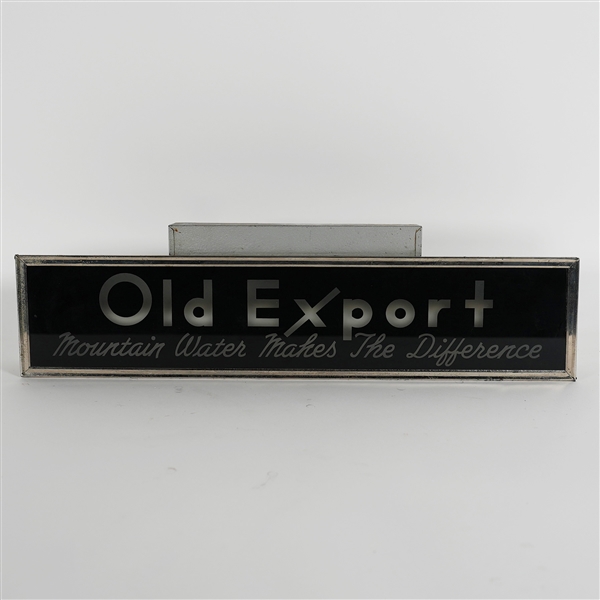 Old Export
Mountain Water Makes The Difference